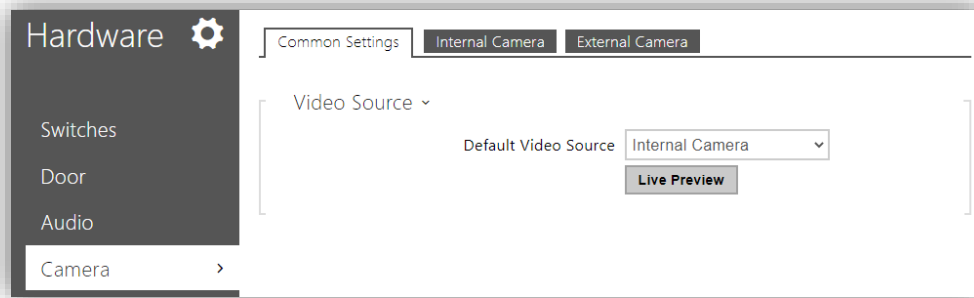 Hardware
Switches
Door
Audio
Camera
Common Settings Internal Camera External Camera
Video Source
Default Video Source Internal Camera
Live Preview